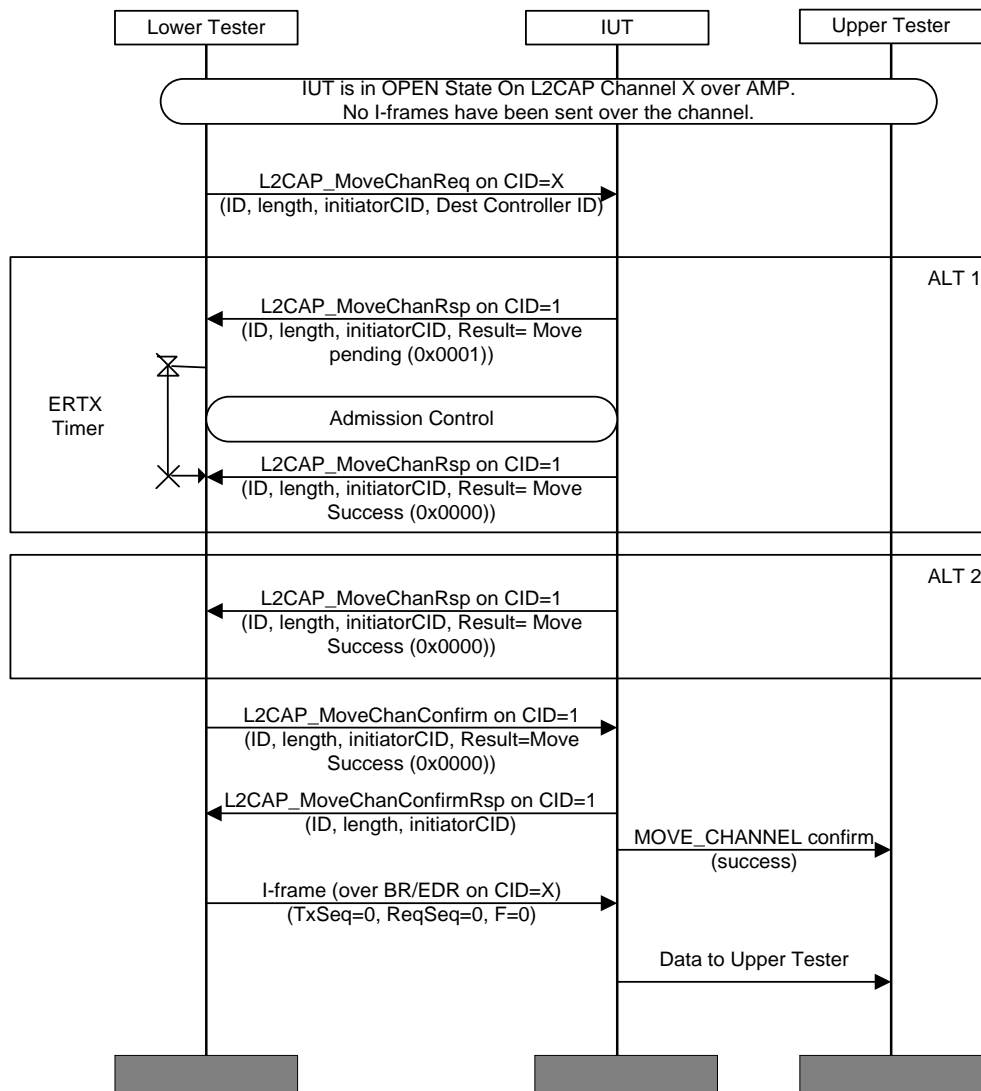 Lower Tester
IUT
Upper Tester
IUT is in OPEN State On L2CAP Channel X over AMP.
No I-frames have been sent over the channel.
L2CAP_MoveChanReq on CID=X
(ID, length, initiatorCID, Dest Controller ID)
ALT 1
L2CAP_MoveChanRsp on CID=1
(ID, length, initiatorCID, Result= Move
pending (0x0001))
ERTX
Timer
Admission Control
L2CAP_MoveChanRsp on CID=1
(ID, length, initiatorCID, Result= Move
Success (0x0000))
ALT 2
L2CAP_MoveChanRsp on CID=1
(ID, length, initiatorCID, Result= Move
Success (0x0000))
L2CAP_MoveChanConfirm on CID=1
(ID, length, initiatorCID, Result=Move
Success (0x0000))
L2CAP_MoveChanConfirmRsp on CID=1
(ID, length, initiatorCID)
MOVE_CHANNEL confirm
(success)
I-frame (over BR/EDR on CID=X)
(TxSeq=0, ReqSeq=0, F=0)
Data to Upper Tester